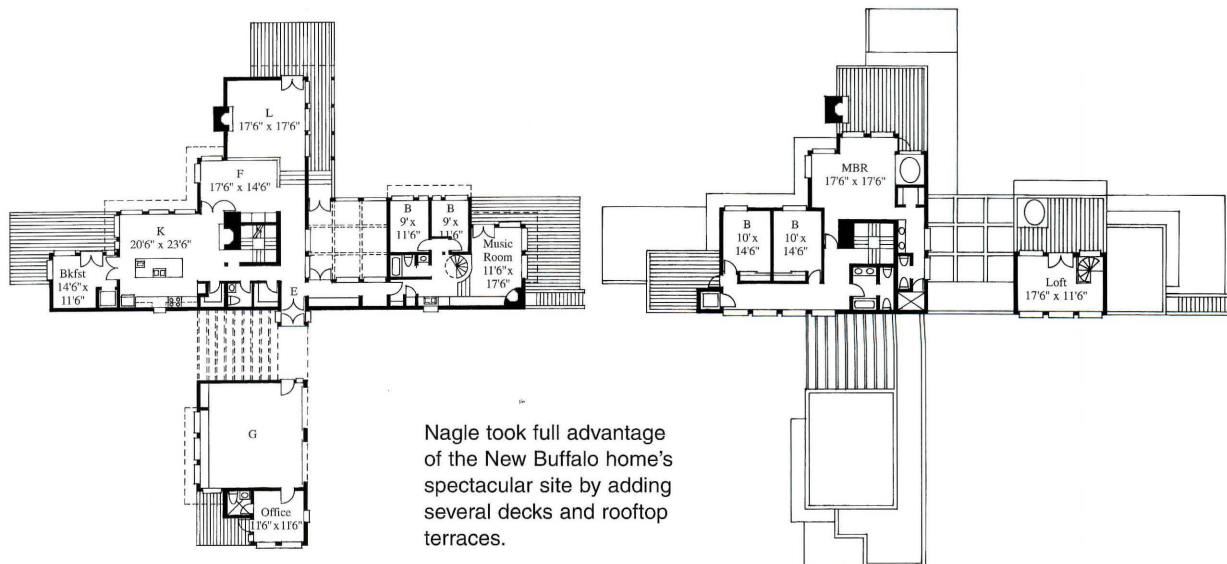 L
17'6" x 17'6"
F
17'6" x 14'6"
K
20'6" x 23'6"
Bkfst
14'6" x
11'6"
E
B
9' x
11'6"
B
9' x
11'6"
Music
Room
11'6" x
17'6"
G
Office
11'6" x 11'6"
MBR
17'6" x 17'6"
B
10' x
14'6"
B
10' x
14'6"
Loft
17'6" x 11'6"
Nagle took full advantage
of the New Buffalo home's
spectacular site by adding
several decks and rooftop
terraces.